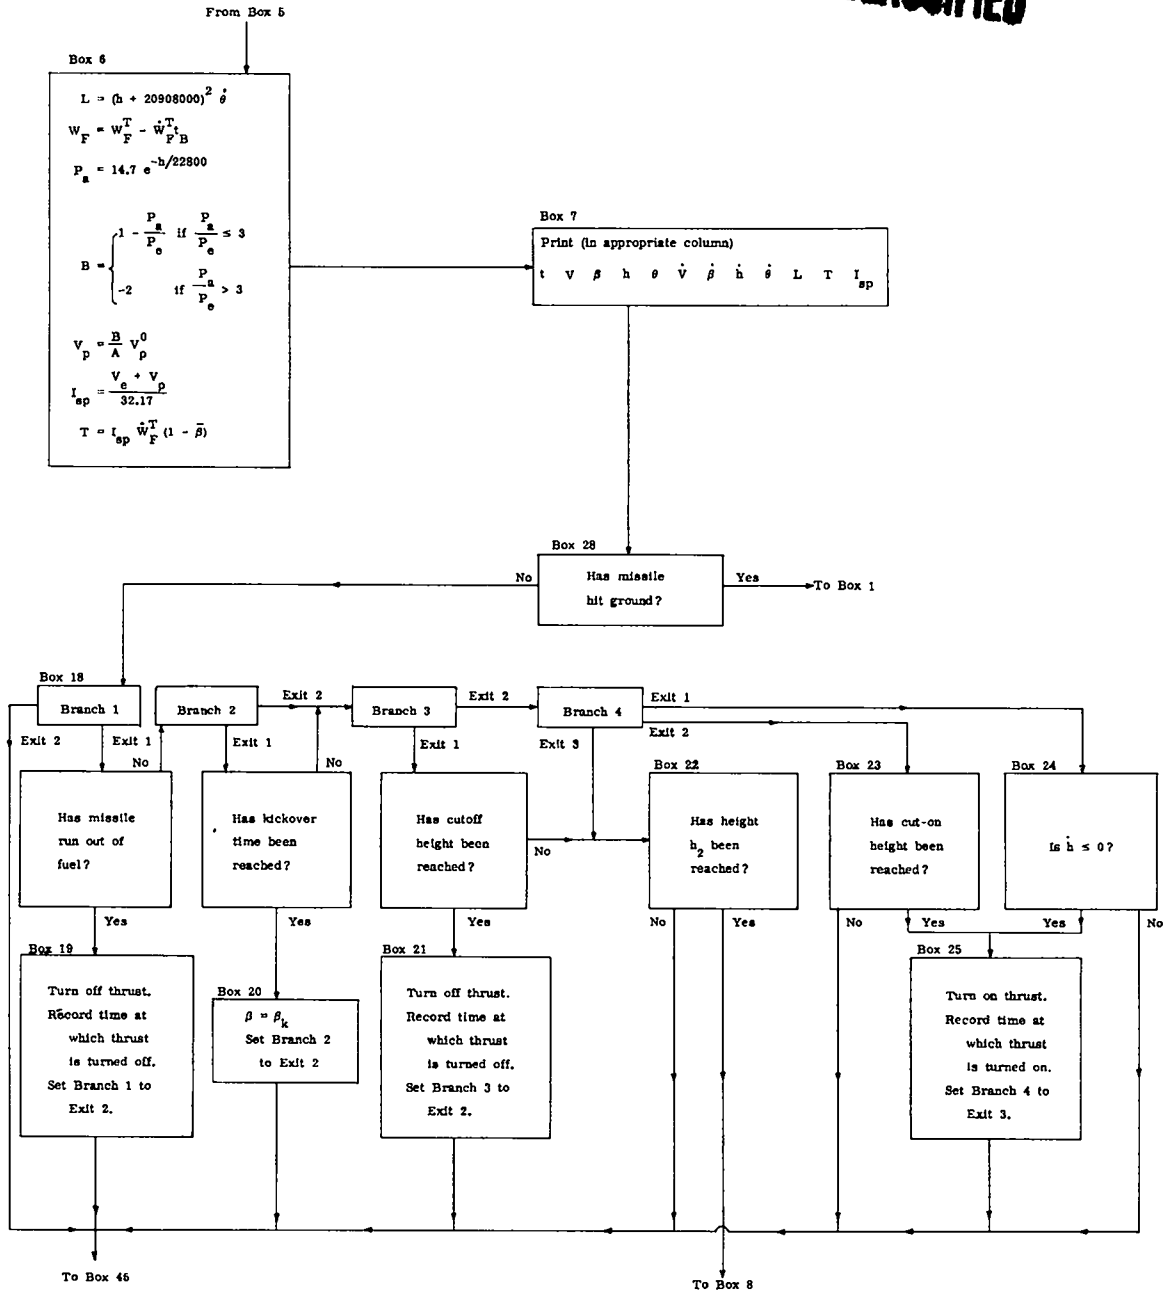 From Box 5
Box 6
L = (h + 20908000)² θ̇
W_F = W_F^T - Ẇ_F^T t_B
P_a = 14.7 e^-h/22800
B = { 1 - P_a/P_e if P_a/P_e ≤ 3
-2 if P_a/P_e > 3
V_p = B/A V_p^0
I_sp = (V_e + V_p)/32.17
T = I_sp Ẇ_F^T (1 - β̄)
Box 7
Print (in appropriate column)
t V β h θ V̇ β̇ ḣ θ̇ L T I_sp
Box 28
No
Has missile
hit ground?
Yes
To Box 1
Box 18
Branch 1
Exit 2
Exit 1
No
Branch 2
Exit 2
Exit 1
No
Branch 3
Exit 2
Exit 1
Branch 4
Exit 1
Exit 2
Exit 3
Has missile
run out of
fuel?
Yes
Has kickover
time been
reached?
Yes
Has cutoff
height been
reached?
No
Yes
Box 22
Has height
h_2 been
reached?
No
Yes
Box 23
Has cut-on
height been
reached?
No
Yes
Box 24
Is ḣ ≤ 0?
Yes
No
Box 19
Turn off thrust.
Record time at
which thrust
is turned off.
Set Branch 1 to
Exit 2.
Box 20
β = β_k
Set Branch 2
to Exit 2
Box 21
Turn off thrust.
Record time at
which thrust
is turned off.
Set Branch 3 to
Exit 2.
Box 25
Turn on thrust.
Record time at
which thrust
is turned on.
Set Branch 4 to
Exit 3.
To Box 45
To Box 8